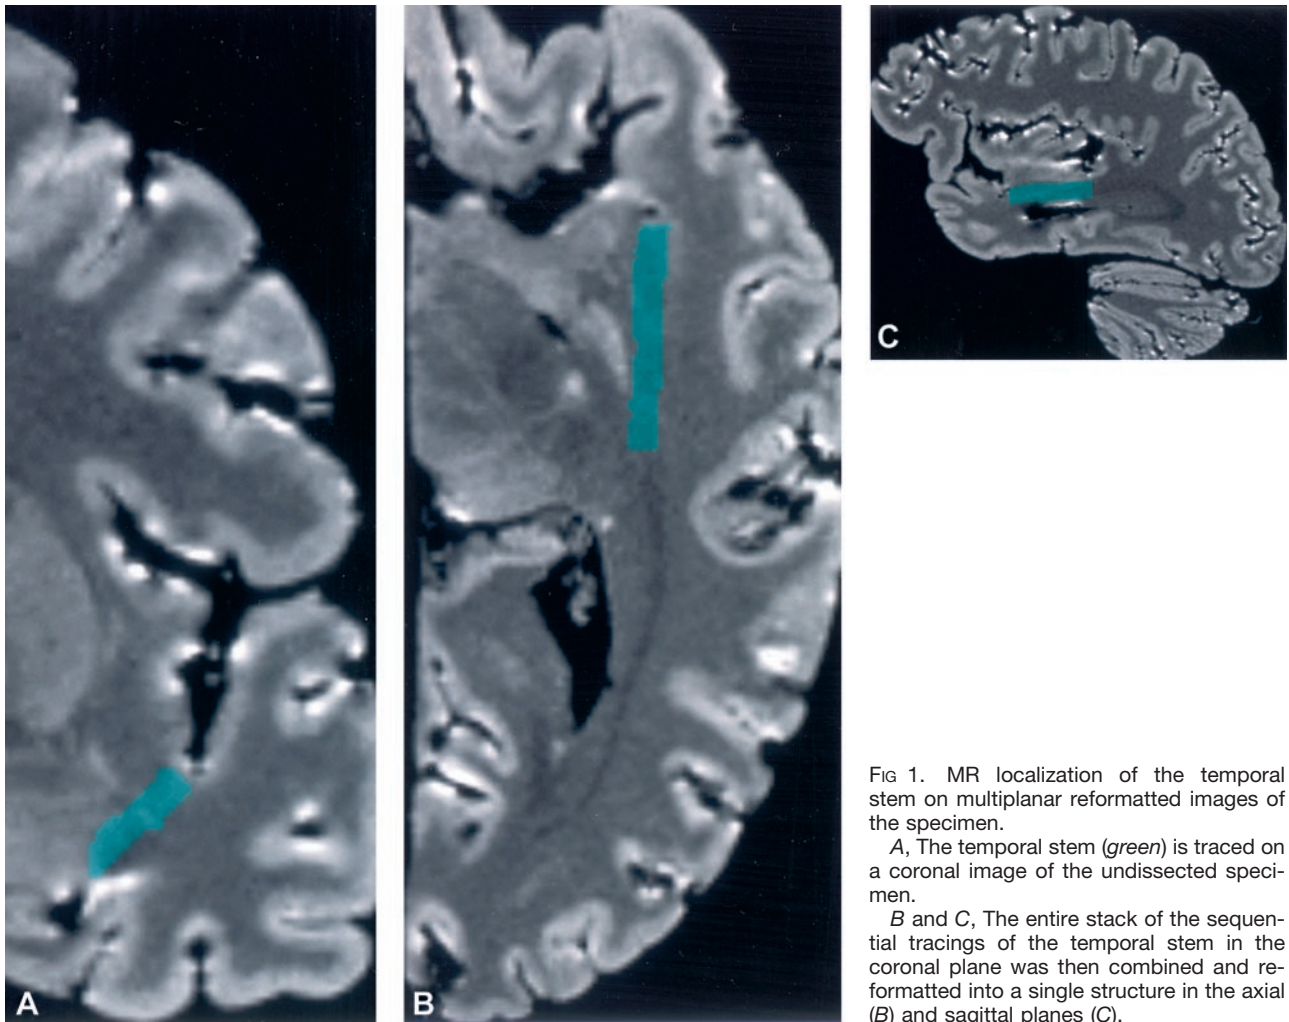 A
B
C
FIG 1. MR localization of the temporal
stem on multiplanar reformatted images of
the specimen.
A, The temporal stem (green) is traced on
a coronal image of the undissected speci-
men.
B and C, The entire stack of the sequen-
tial tracings of the temporal stem in the
coronal plane was then combined and re-
formatted into a single structure in the axial
(B) and sagittal planes (C).